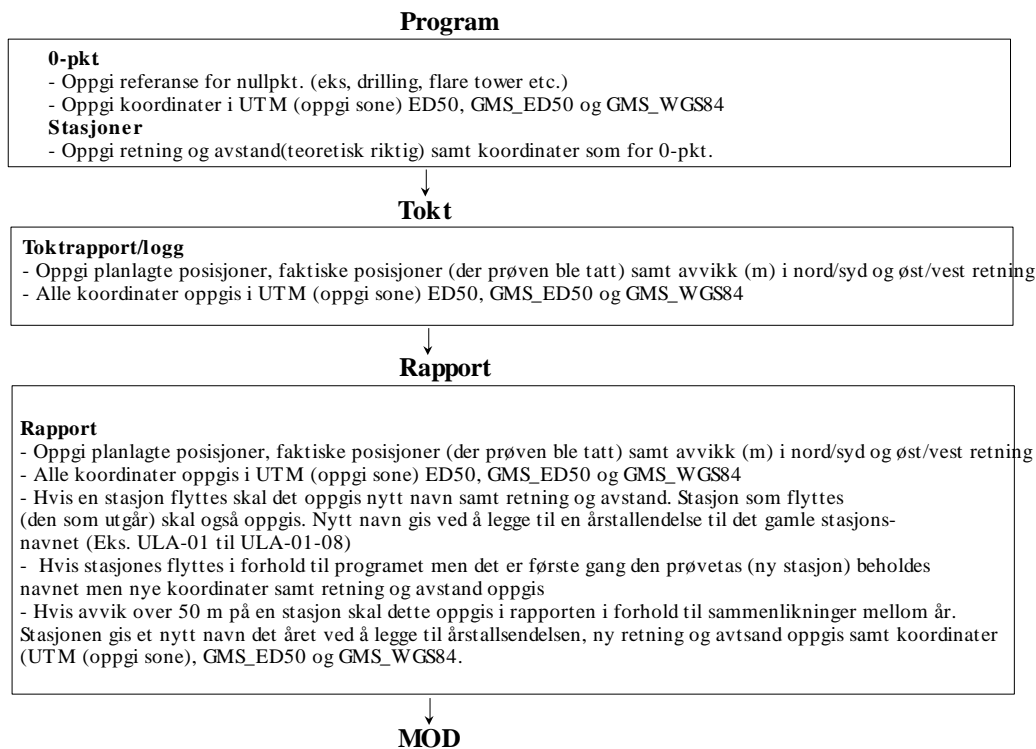 Program
0-pkt
- Oppgi referanse for nullpkt. (eks, drilling, flare tower etc.)
- Oppgi koordinater i UTM (oppgi sone) ED50, GMS_ED50 og GMS_WGS84
Stasjoner
- Oppgi retning og avstand(teoretisk riktig) samt koordinater som for 0-pkt.
Tokt
Toktrapport/logg
- Oppgi planlagte posisjoner, faktiske posisjoner (der prøven ble tatt) samt avvikk (m) i nord/syd og øst/vest retning
- Alle koordinater oppgis i UTM (oppgi sone) ED50, GMS_ED50 og GMS_WGS84
Rapport
Rapport
- Oppgi planlagte posisjoner, faktiske posisjoner (der prøven ble tatt) samt avvikk (m) i nord/syd og øst/vest retning
- Alle koordinater oppgis i UTM (oppgi sone) ED50, GMS_ED50 og GMS_WGS84
- Hvis en stasjon flyttes skal det oppgis nytt navn samt retning og avstand. Stasjon som flyttes
(den som utgår) skal også oppgis. Nytt navn gis ved å legge til en årstallendelse til det gamle stasjons-
navnet (Eks. ULA-01 til ULA-01-08)
- Hvis stasjones flyttes i forhold til programet men det er første gang den prøvetas (ny stasjon) beholdes
navnet men nye koordinater samt retning og avstand oppgis
- Hvis avvik over 50 m på en stasjon skal dette oppgis i rapporten i forhold til sammenlikninger mellom år.
Stasjonen gis et nytt navn det året ved å legge til årstallsendelsen, ny retning og avtsand oppgis samt koordinater
(UTM (oppgi sone), GMS_ED50 og GMS_WGS84.
MOD